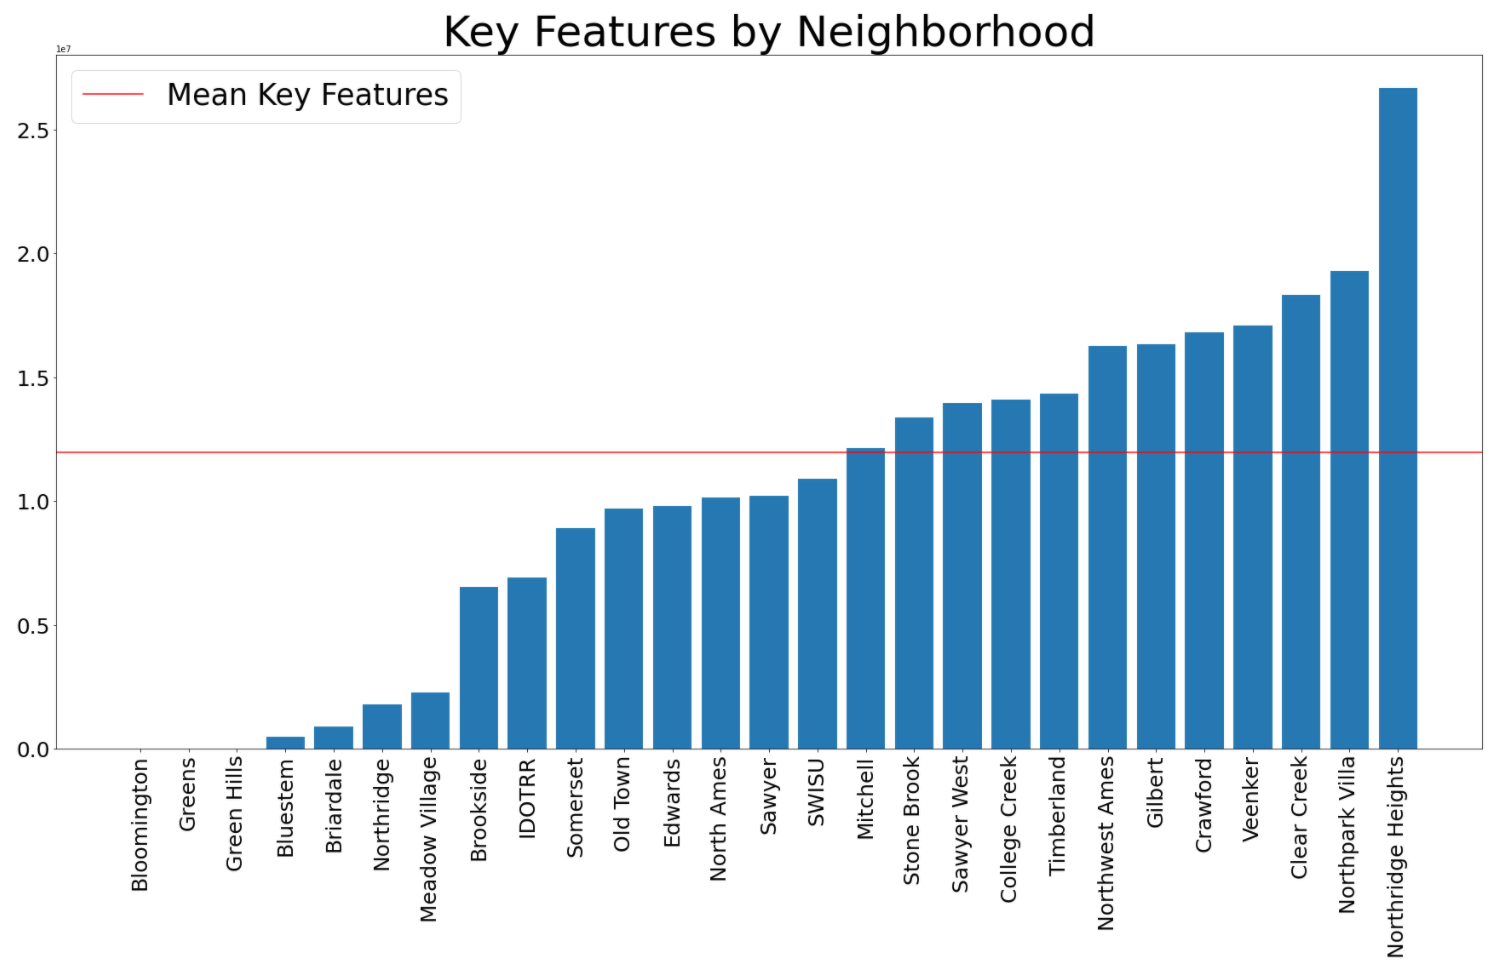 Key Features by Neighborhood
1e7
Mean Key Features
2.5
2.0
1.5
1.0
0.5
0.0
Bloomington
Greens
Green Hills
Bluestem
Briardale
Northridge
Meadow Village
Brookside
IDOTRR
Somerset
Old Town
Edwards
North Ames
Sawyer
SWISU
Mitchell
Stone Brook
Sawyer West
College Creek
Timberland
Northwest Ames
Gilbert
Crawford
Veenker
Clear Creek
Northpark Villa
Northridge Heights